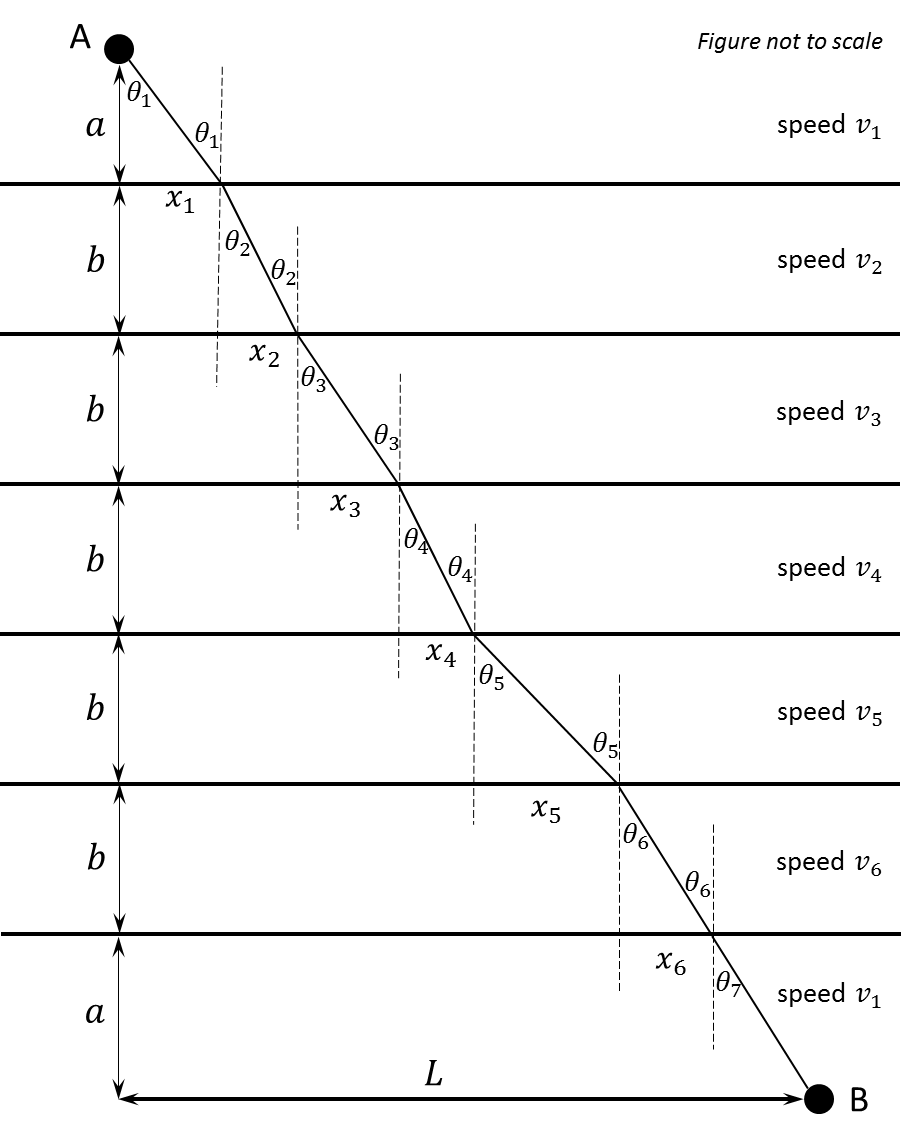 A
Figure not to scale
θ₁
a
θ₁
speed v₁
x₁
b
θ₂
θ₂
speed v₂
x₂
θ₃
b
θ₃
speed v₃
x₃
b
θ₄
θ₄
speed v₄
x₄
θ₅
b
θ₅
speed v₅
x₅
θ₆
b
θ₆
speed v₆
x₆
θ₇
a
speed v₁
L
B